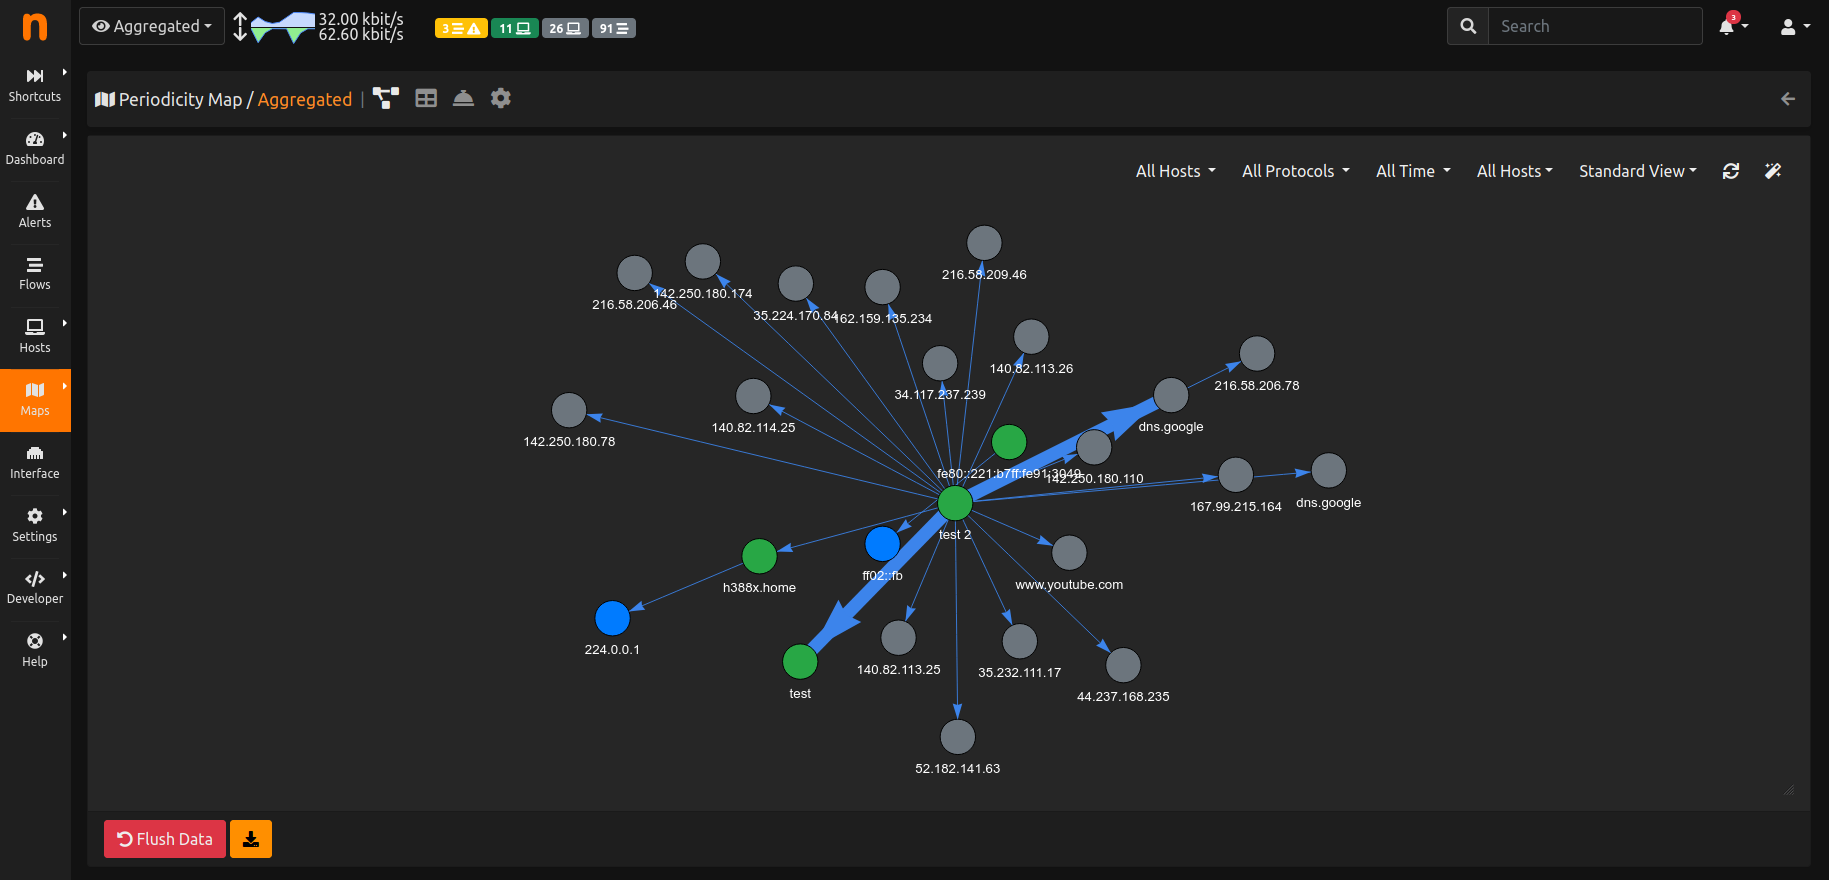 n
Aggregated
32.00 kbit/s
62.60 kbit/s
3
11
26
91
Search
3
Shortcuts
Dashboard
Alerts
Flows
Hosts
Maps
Interface
Settings
Developer
Help
Periodicity Map / Aggregated |
All Hosts All Protocols All Time All Hosts Standard View
216.58.209.46
142.250.180.174
216.58.206.46
35.224.170.84
162.159.135.234
140.82.113.26
216.58.206.78
34.117.237.239
dns.google
140.82.114.25
142.250.180.78
fe80::221:b7ff:fe91:3049
142.250.180.110
167.99.215.164
dns.google
test 2
ff02::fb
h388x.home
www.youtube.com
224.0.0.1
140.82.113.25
35.232.111.17
test
44.237.168.235
52.182.141.63
Flush Data